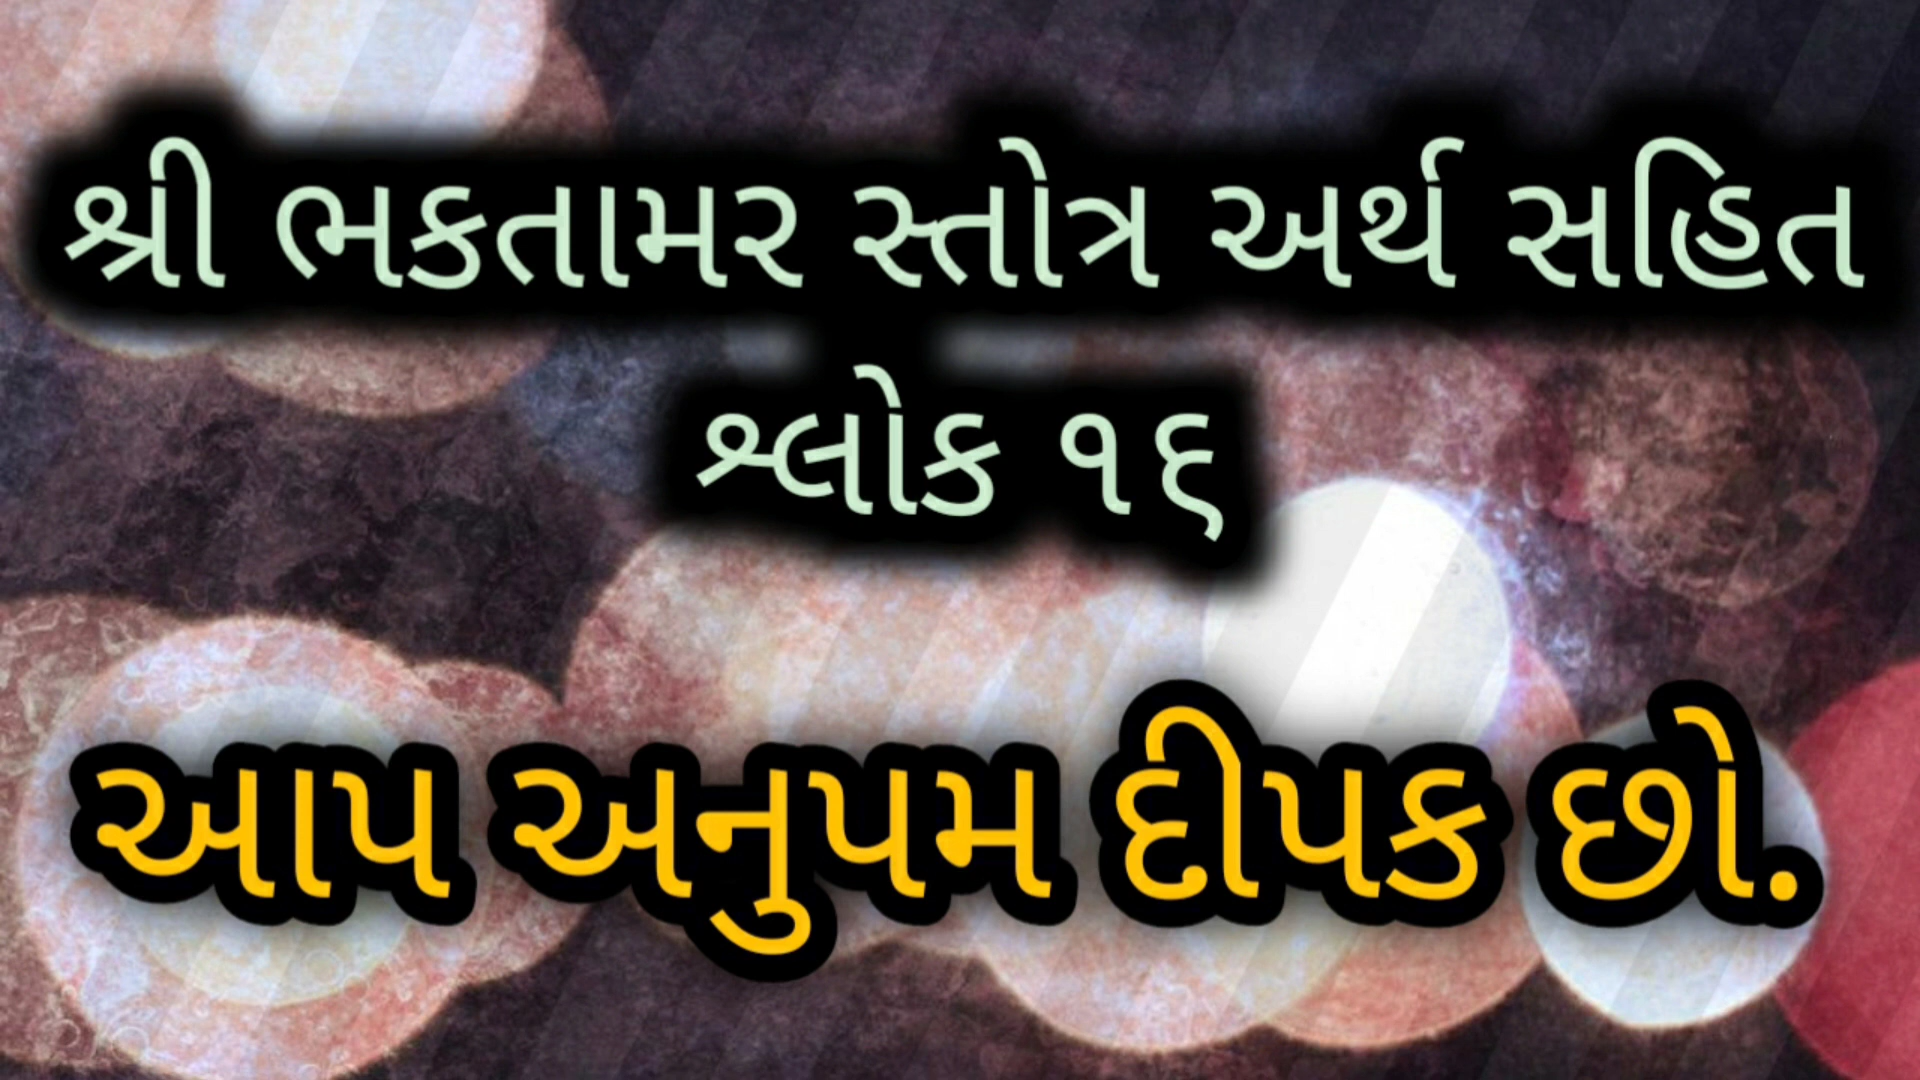 શ્રી ભકતામર સ્તોત્ર અર્થ સહિત
શ્લોક ૧૬
આપ અનુપમ દીપક છો.